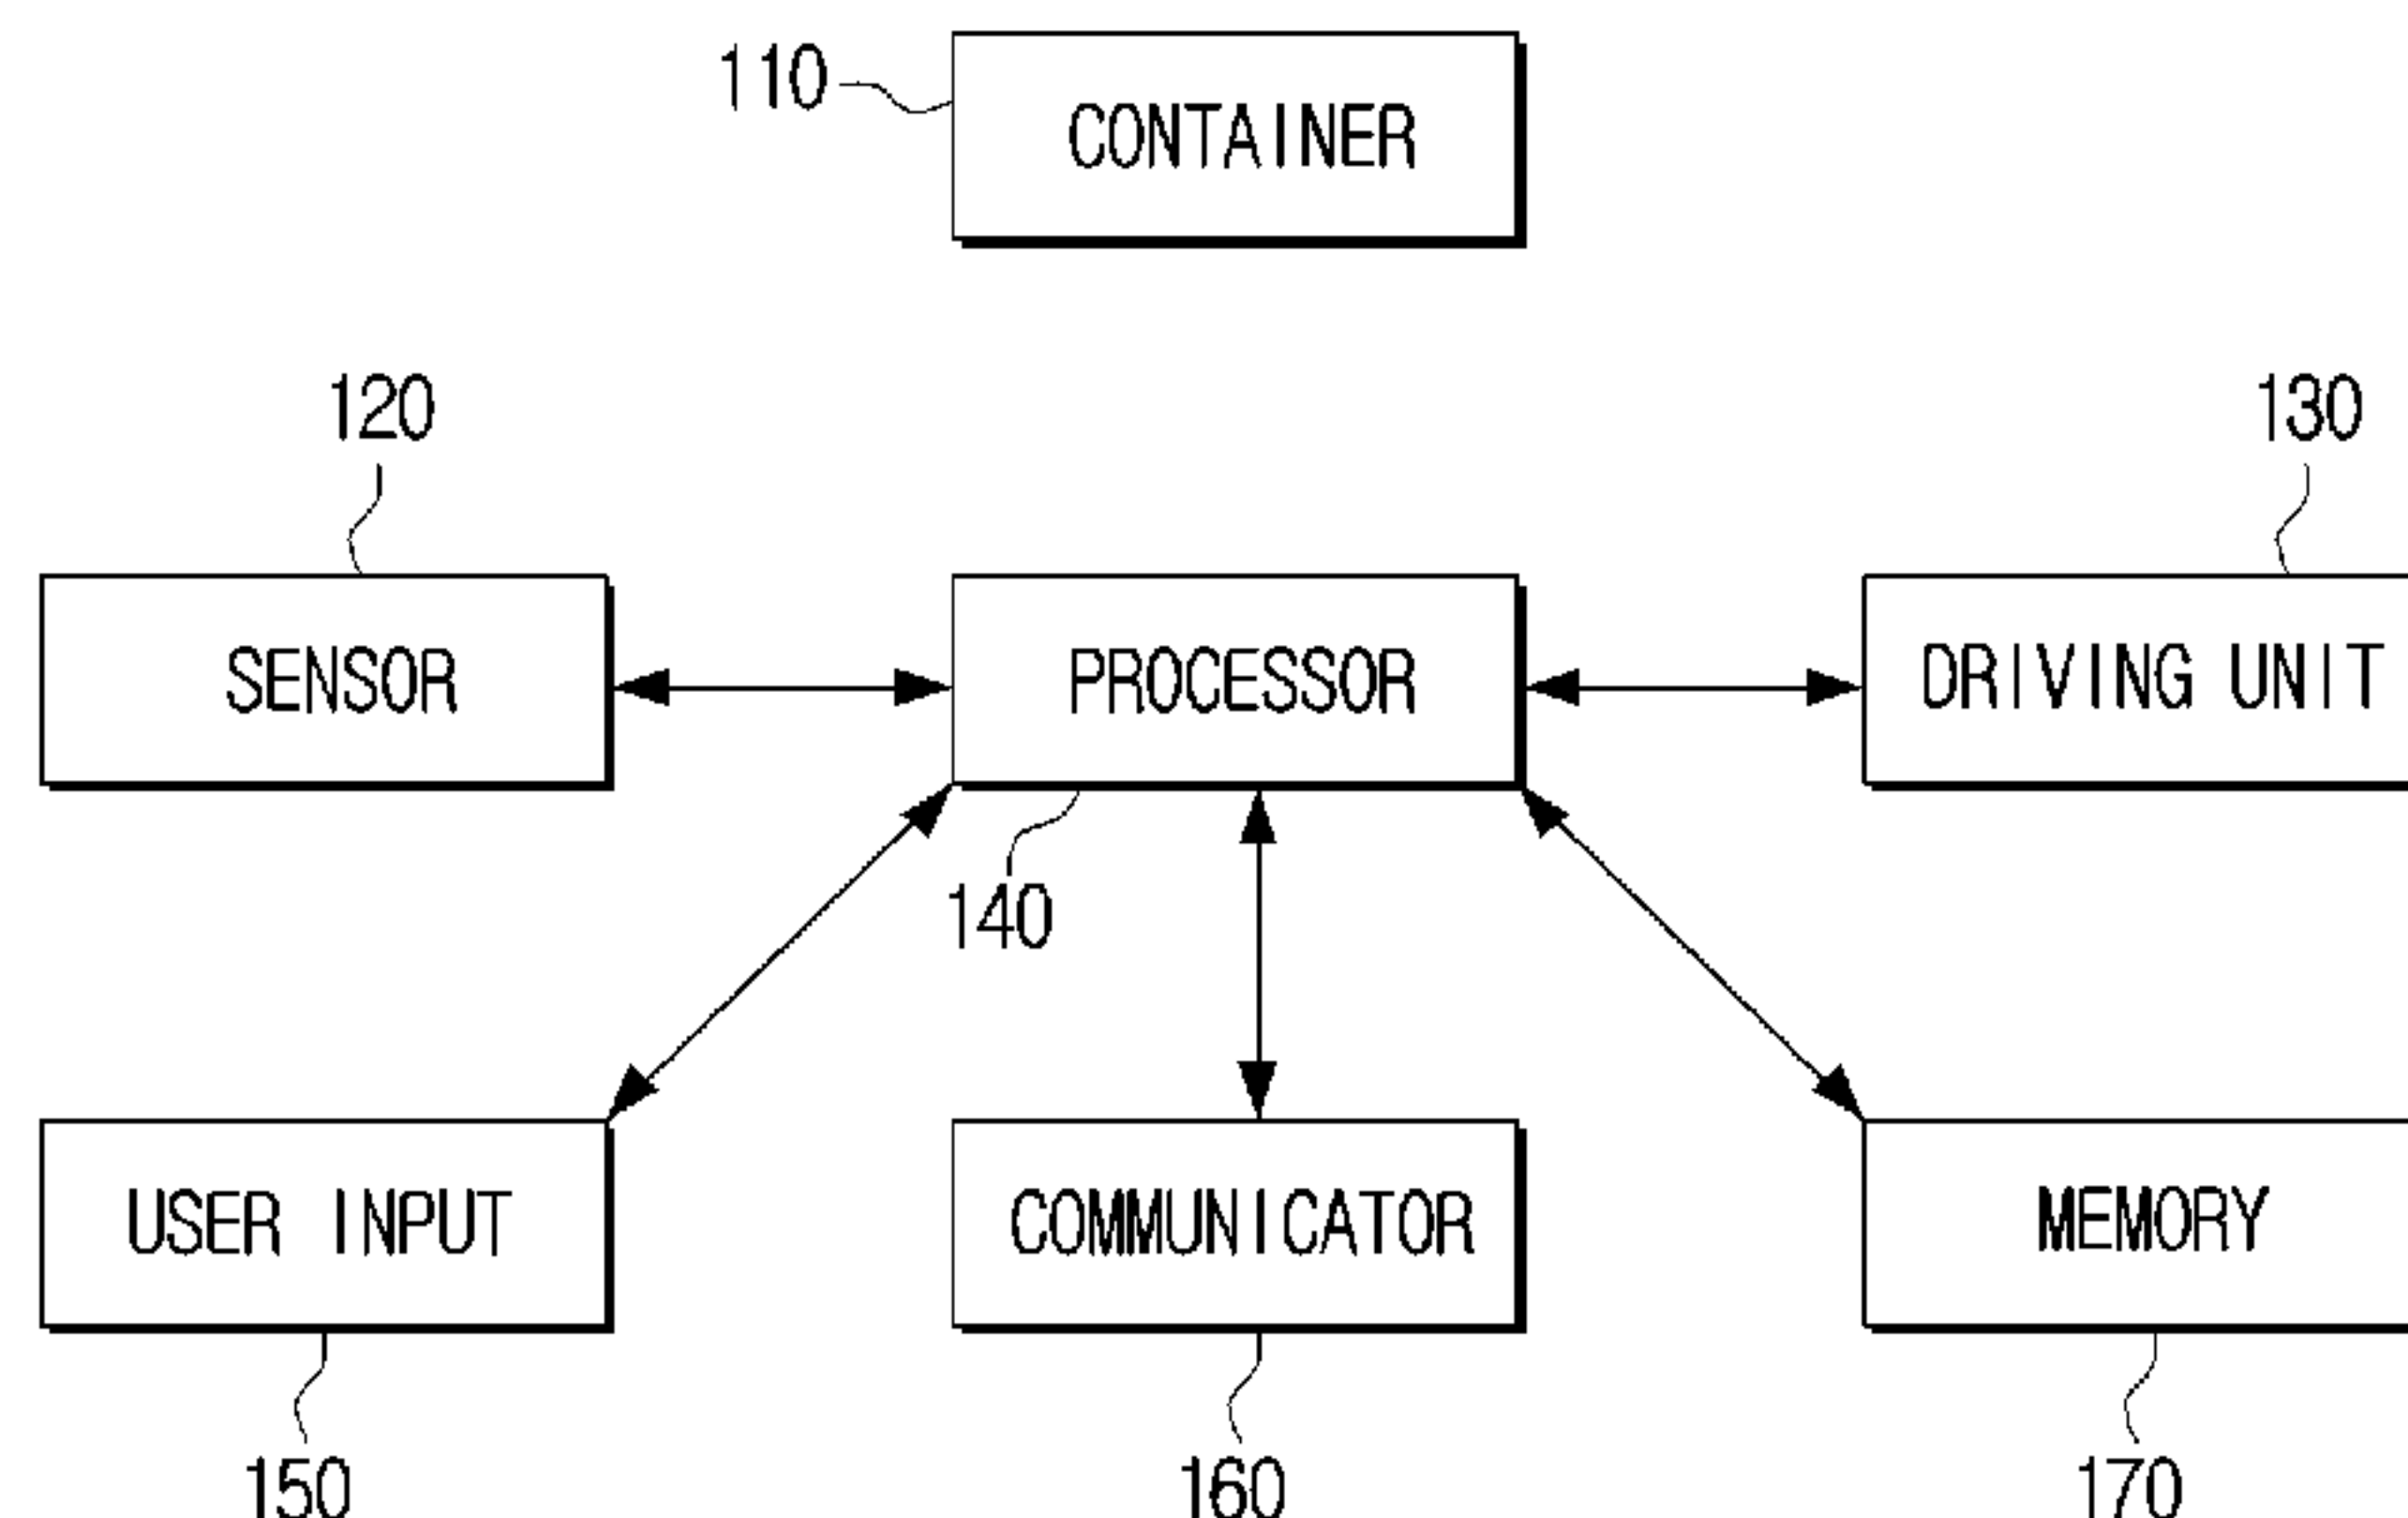 110
CONTAINER
120
130
SENSOR
PROCESSOR
DRIVING UNIT
140
USER INPUT
COMMUNICATOR
MEMORY
150
160
170